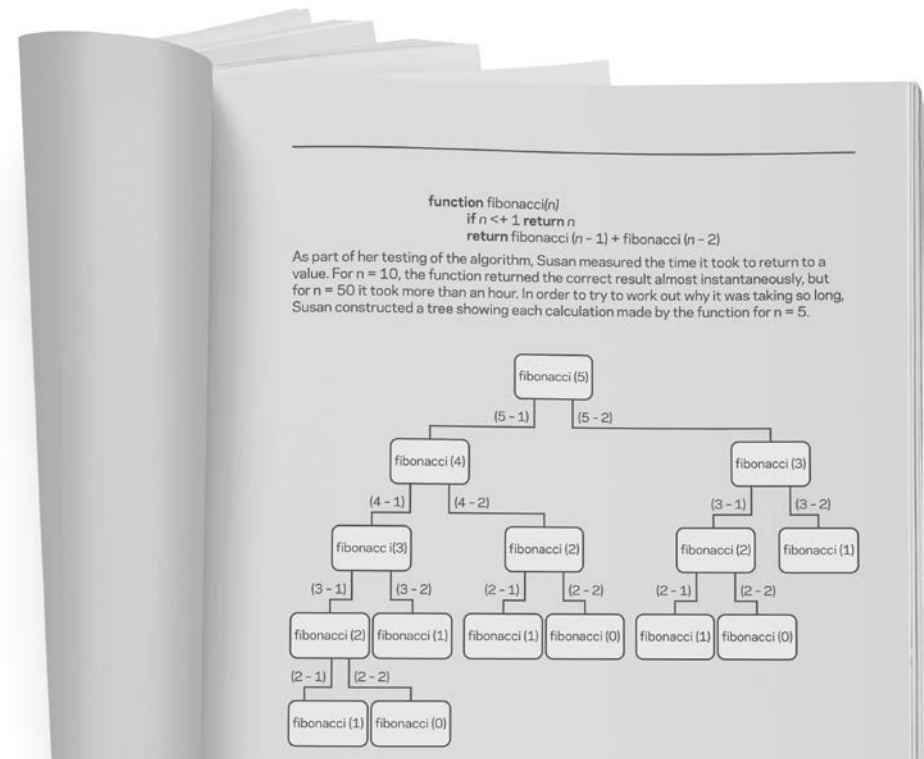 function fibonacci(n)
if n <+ 1 return n
return fibonacci (n – 1) + fibonacci (n – 2)
As part of her testing of the algorithm, Susan measured the time it took to return to a
value. For n = 10, the function returned the correct result almost instantaneously, but
for n = 50 it took more than an hour. In order to try to work out why it was taking so long,
Susan constructed a tree showing each calculation made by the function for n = 5.
fibonacci (5)
(5 – 1) (5 – 2)
fibonacci (4) fibonacci (3)
(4 – 1) (4 – 2) (3 – 1) (3 – 2)
fibonacc i(3) fibonacci (2) fibonacci (2) fibonacci (1)
(3 – 1) (3 – 2) (2 – 1) (2 – 2) (2 – 1) (2 – 2)
fibonacci (2) fibonacci (1) fibonacci (1) fibonacci (0) fibonacci (1) fibonacci (0)
(2 – 1) (2 – 2)
fibonacci (1) fibonacci (0)